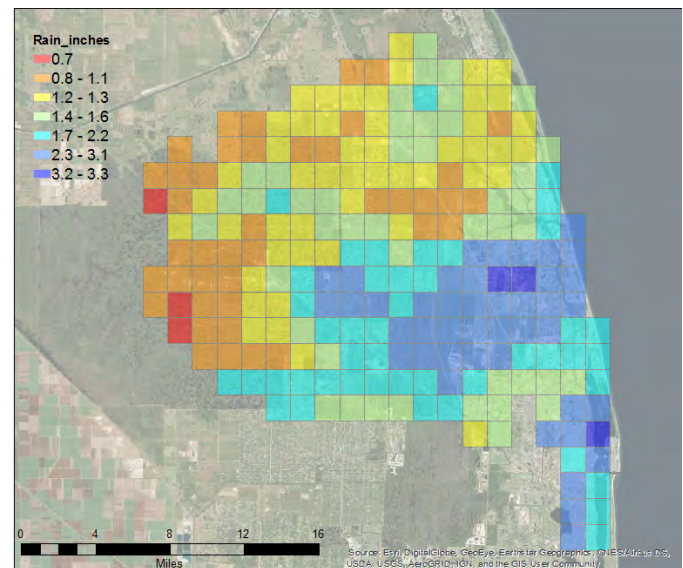 Rain_inches
0.7
0.8 - 1.1
1.2 - 1.3
1.4 - 1.6
1.7 - 2.2
2.3 - 3.1
3.2 - 3.3
0 4 8 12 16
Miles
Source: Esri, DigitalGlobe, GeoEye, Earthstar Geographics, CNES/Airbus DS,
USDA, USGS, AeroGRID, IGN, and the GIS User Community